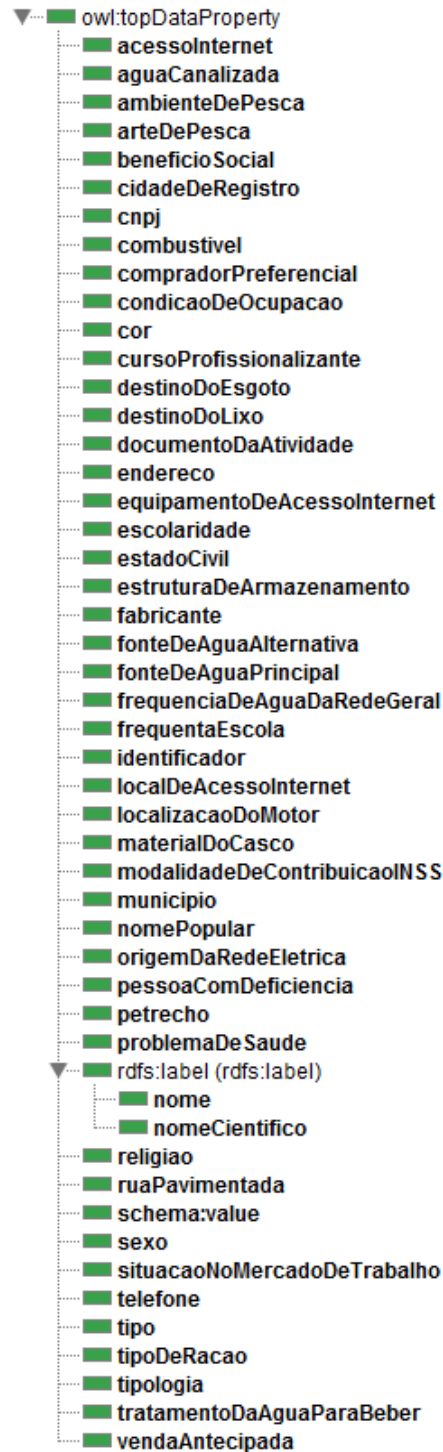 owl:topDataProperty
acessoInternet
aguaCanalizada
ambienteDePesca
arteDePesca
beneficioSocial
cidadeDeRegistro
cnpj
combustivel
compradorPreferencial
condicaoDeOcupacao
cor
cursoProfissionalizante
destinoDoEsgoto
destinoDoLixo
documentoDaAtividade
endereco
equipamentoDeAcessoInternet
escolaridade
estadoCivil
estruturaDeArmazenamento
fabricante
fonteDeAguaAlternativa
fonteDeAguaPrincipal
frequenciaDeAguaDaRedeGeral
frequentaEscola
identificador
localDeAcessoInternet
localizacaoDoMotor
materialDoCasco
modalidadeDeContribuicaoINSS
municipio
nomePopular
origemDaRedeEletrica
pessoaComDeficiencia
petrecho
problemaDeSaude
rdfs:label (rdfs:label)
nome
nomeCientifico
religiao
ruaPavimentada
schema:value
sexo
situacaoNoMercadoDeTrabalho
telefone
tipo
tipoDeRacao
tipologia
tratamentoDaAguaParaBeber
vendaAntecipada